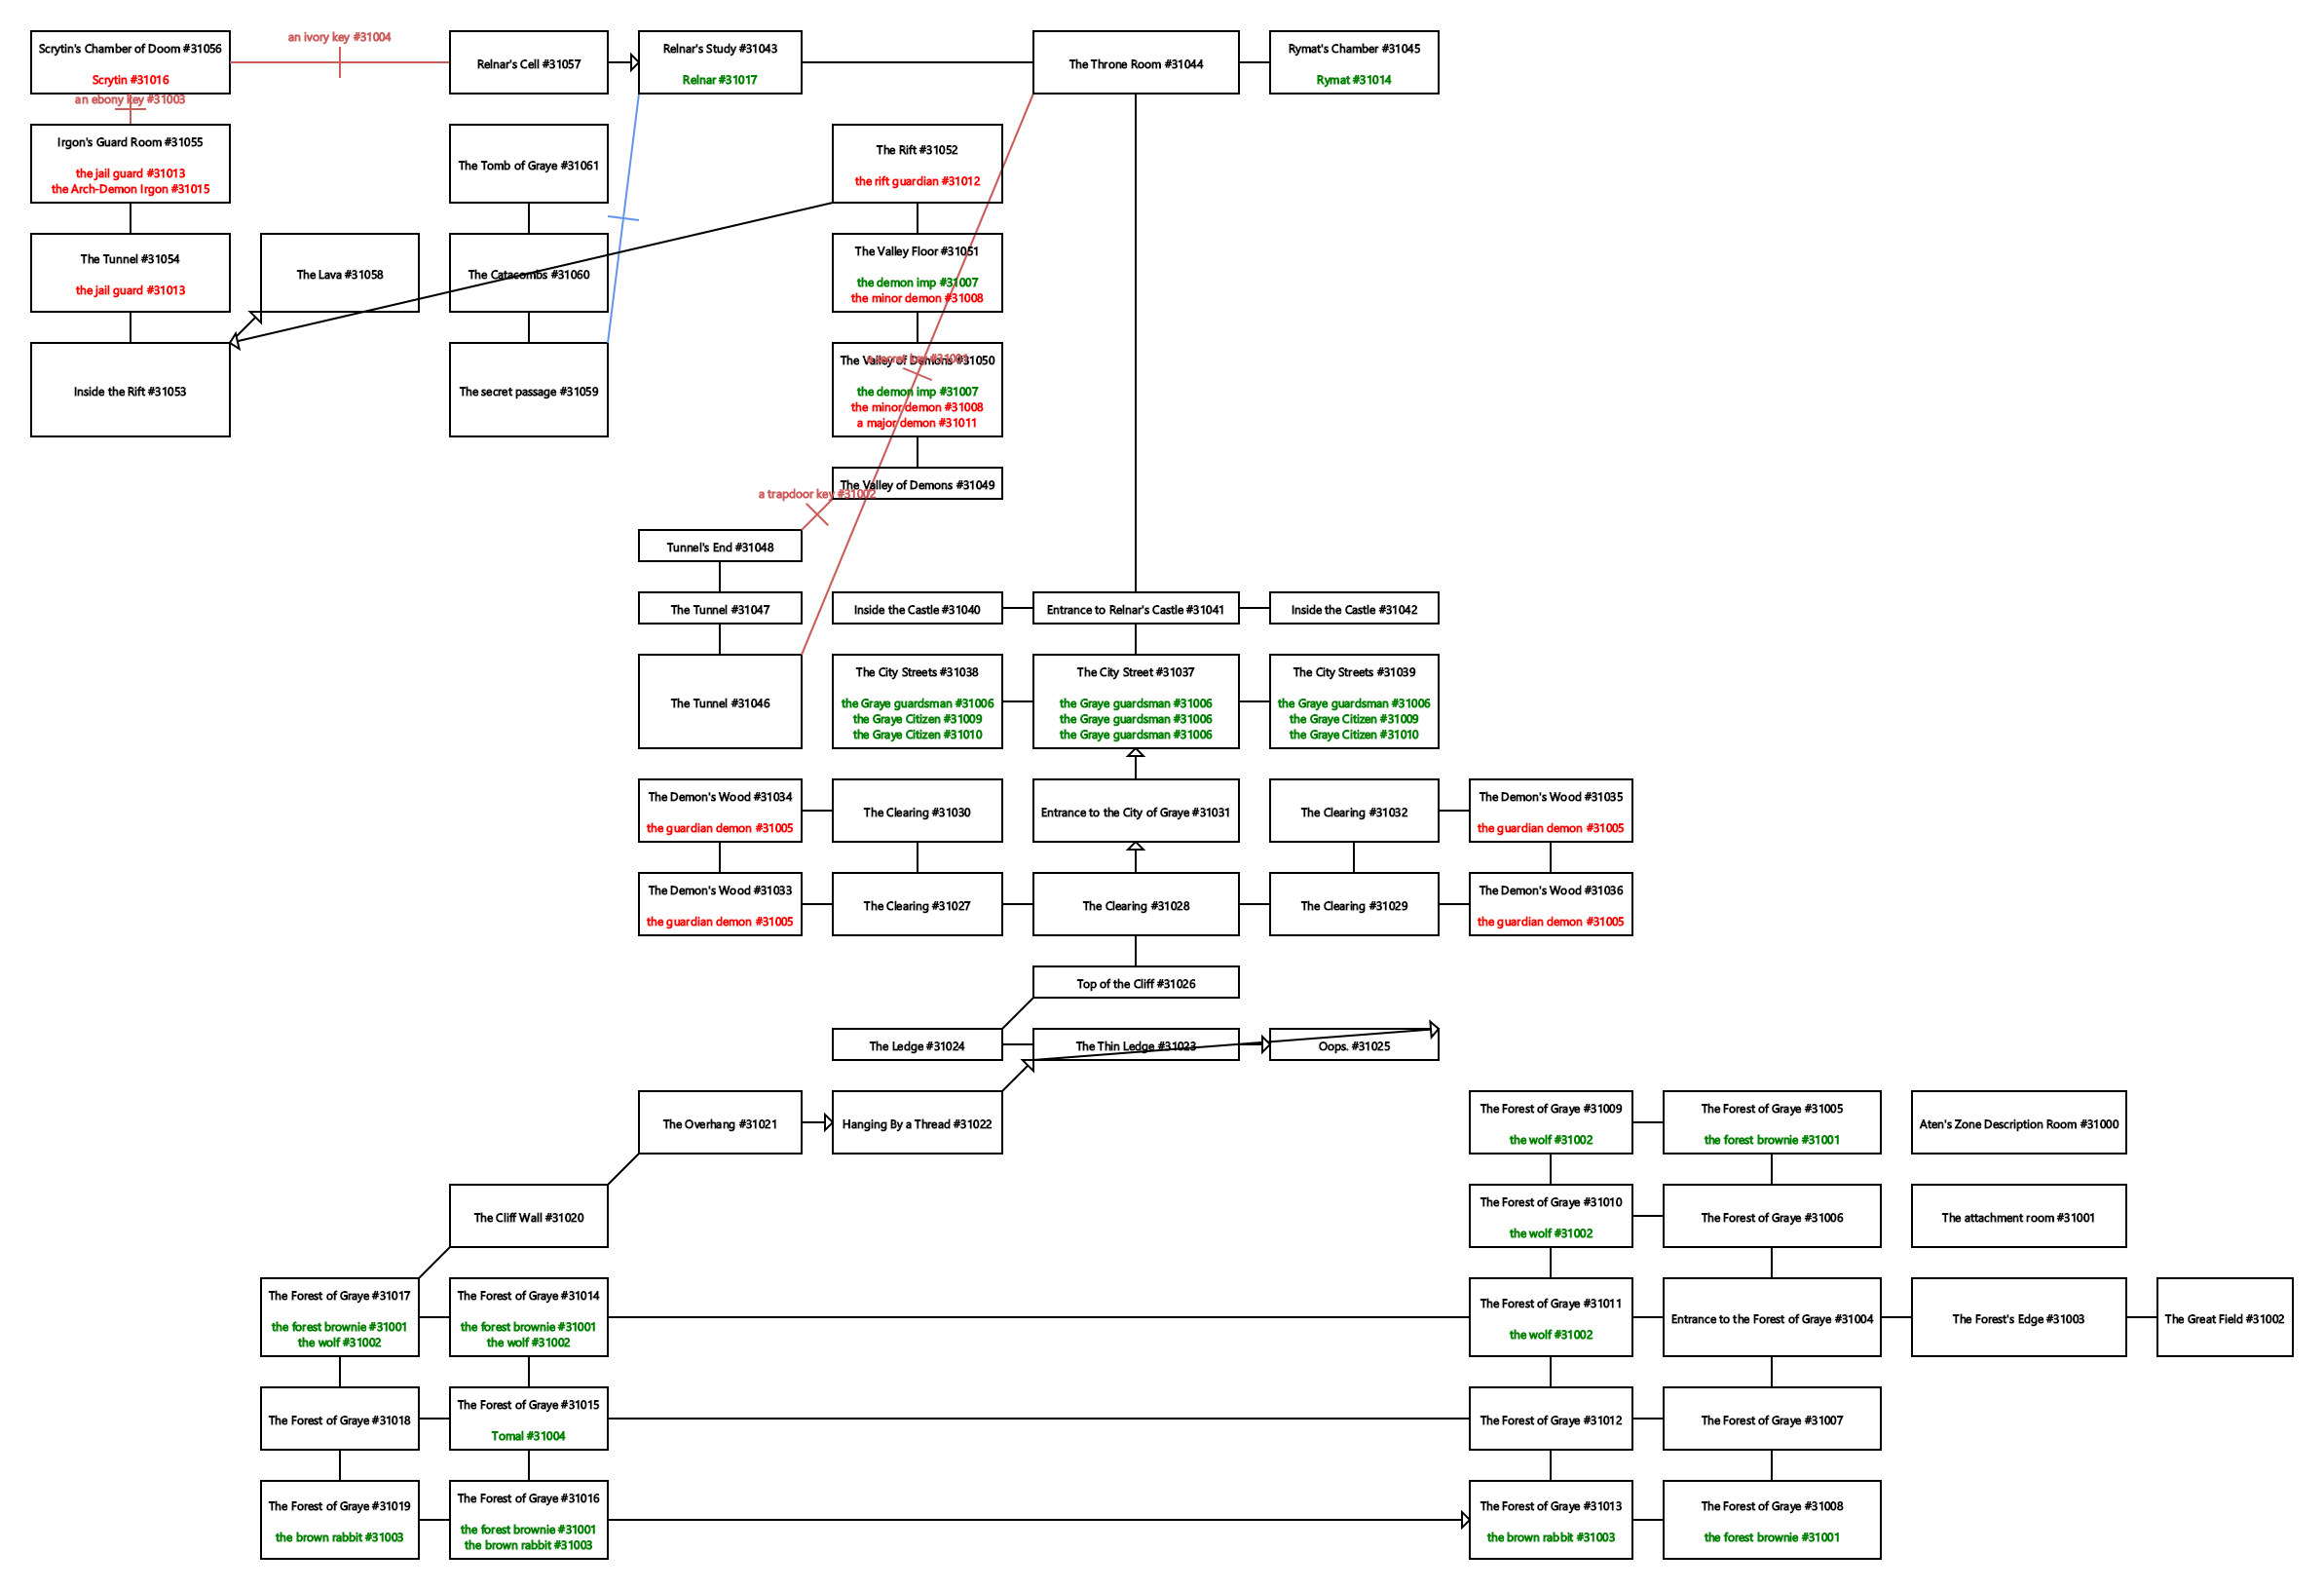 an ivory key #31004
Scrytin's Chamber of Doom #31056
Scrytin #31016
Relnar's Cell #31057
Relnar's Study #31043
Relnar #31017
The Throne Room #31044
Rymat's Chamber #31045
Rymat #31014
an ebony key #31003
Irgon's Guard Room #31055
the jail guard #31013
the Arch-Demon Irgon #31015
The Tomb of Graye #31061
The Rift #31052
the rift guardian #31012
The Tunnel #31054
the jail guard #31013
The Lava #31058
The Catacombs #31060
The Valley Floor #31051
the demon imp #31007
the minor demon #31008
Inside the Rift #31053
The secret passage #31059
The Valley of Demons #31050
a secret key #31001
the demon imp #31007
the minor demon #31008
a major demon #31011
The Valley of Demons #31049
a trapdoor key #31002
Tunnel's End #31048
The Tunnel #31047
Inside the Castle #31040
Entrance to Relnar's Castle #31041
Inside the Castle #31042
The Tunnel #31046
The City Streets #31038
the Graye guardsman #31006
the Graye Citizen #31009
the Graye Citizen #31010
The City Street #31037
the Graye guardsman #31006
the Graye guardsman #31006
the Graye guardsman #31006
The City Streets #31039
the Graye guardsman #31006
the Graye Citizen #31009
the Graye Citizen #31010
The Demon's Wood #31034
the guardian demon #31005
The Clearing #31030
Entrance to the City of Graye #31031
The Clearing #31032
The Demon's Wood #31035
the guardian demon #31005
The Demon's Wood #31033
the guardian demon #31005
The Clearing #31027
The Clearing #31028
The Clearing #31029
The Demon's Wood #31036
the guardian demon #31005
Top of the Cliff #31026
The Ledge #31024
The Thin Ledge #31023
Oops. #31025
The Overhang #31021
Hanging By a Thread #31022
The Forest of Graye #31009
the wolf #31002
The Forest of Graye #31005
the forest brownie #31001
Aten's Zone Description Room #31000
The Cliff Wall #31020
The Forest of Graye #31010
the wolf #31002
The Forest of Graye #31006
The attachment room #31001
The Forest of Graye #31017
the forest brownie #31001
the wolf #31002
The Forest of Graye #31014
the forest brownie #31001
the wolf #31002
The Forest of Graye #31011
the wolf #31002
Entrance to the Forest of Graye #31004
The Forest's Edge #31003
The Great Field #31002
The Forest of Graye #31018
The Forest of Graye #31015
Tomal #31004
The Forest of Graye #31012
The Forest of Graye #31007
The Forest of Graye #31019
the brown rabbit #31003
The Forest of Graye #31016
the forest brownie #31001
the brown rabbit #31003
The Forest of Graye #31013
the brown rabbit #31003
The Forest of Graye #31008
the forest brownie #31001